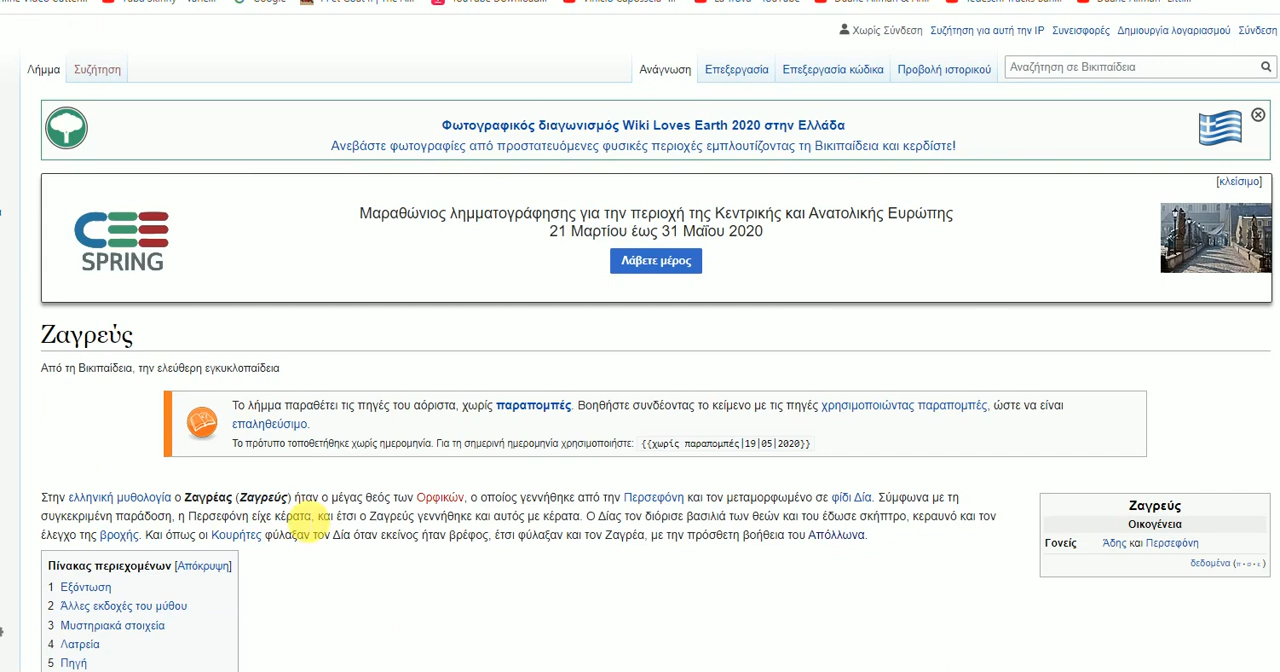 YouTube Downloa...
Χωρίς Σύνδεση Συζήτηση για αυτή την IP Συνεισφορές Δημιουργία λογαριασμού Σύνδεση
Λήμμα Συζήτηση Ανάγνωση Επεξεργασία Επεξεργασία κώδικα Προβολή ιστορικού Αναζήτηση σε Βικιπαίδεια
Φωτογραφικός διαγωνισμός Wiki Loves Earth 2020 στην Ελλάδα
Ανεβάστε φωτογραφίες από προστατευόμενες φυσικές περιοχές εμπλουτίζοντας τη Βικιπαίδεια και κερδίστε!
[κλείσιμο]
Μαραθώνιος λημματογράφησης για την περιοχή της Κεντρικής και Ανατολικής Ευρώπης
21 Μαρτίου έως 31 Μαΐου 2020
CEE
SPRING
Λάβετε μέρος
Ζαγρεύς
Από τη Βικιπαίδεια, την ελεύθερη εγκυκλοπαίδεια
Το λήμμα παραθέτει τις πηγές του αόριστα, χωρίς παραπομπές. Βοηθήστε συνδέοντας το κείμενο με τις πηγές χρησιμοποιώντας παραπομπές, ώστε να είναι
επαληθεύσιμο.
Το πρότυπο τοποθετήθηκε χωρίς ημερομηνία. Για τη σημερινή ημερομηνία χρησιμοποιήστε: {{χωρίς παραπομπές|19|05|2020}}
Στην ελληνική μυθολογία ο Ζαγρέας (Ζαγρεύς) ήταν ο μέγας θεός των Ορφικών, ο οποίος γεννήθηκε από την Περσεφόνη και τον μεταμορφωμένο σε φίδι Δία. Σύμφωνα με τη
συγκεκριμένη παράδοση, η Περσεφόνη είχε κέρατα, και έτσι ο Ζαγρεύς γεννήθηκε και αυτός με κέρατα. Ο Δίας τον διόρισε βασιλιά των θεών και του έδωσε σκήπτρο, κεραυνό και τον
έλεγχο της βροχής. Και όπως οι Κουρήτες φύλαξαν τον Δία όταν εκείνος ήταν βρέφος, έτσι φύλαξαν και τον Ζαγρέα, με την πρόσθετη βοήθεια του Απόλλωνα.
Ζαγρεύς
Οικογένεια
Γονείς Άδης και Περσεφόνη
δεδομένα (π • σ • ε)
Πίνακας περιεχομένων [Απόκρυψη]
1 Εξόντωση
2 Άλλες εκδοχές του μύθου
3 Μυστηριακά στοιχεία
4 Λατρεία
5 Πηγή